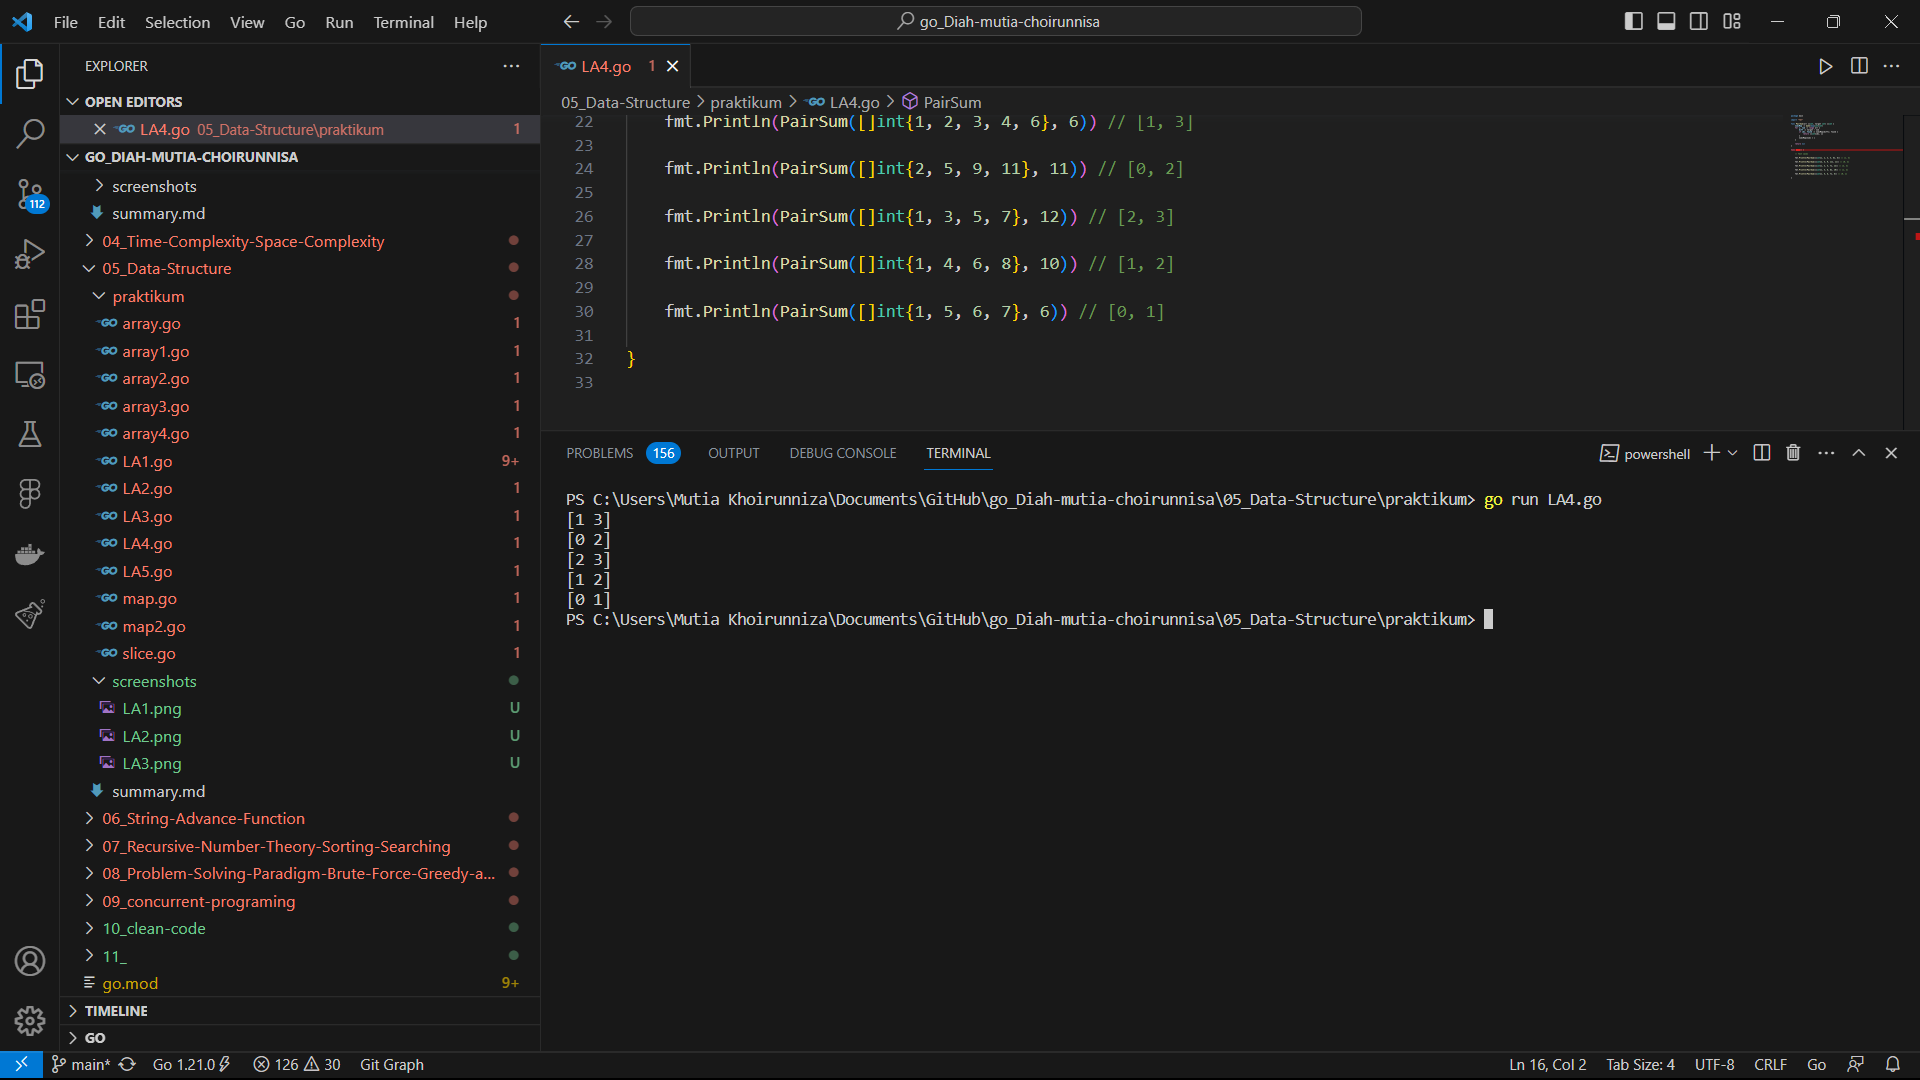 File Edit Selection View Go Run Terminal Help
go_Diah-mutia-choirunnisa
EXPLORER
OPEN EDITORS
LA4.go 05_Data-Structure\praktikum 1
GO_DIAH-MUTIA-CHOIRUNNISA
screenshots
summary.md
04_Time-Complexity-Space-Complexity
05_Data-Structure
praktikum
array.go 1
array1.go 1
array2.go 1
array3.go 1
array4.go 1
LA1.go 9+
LA2.go 1
LA3.go 1
LA4.go 1
LA5.go 1
map.go 1
map2.go 1
slice.go 1
screenshots
LA1.png U
LA2.png U
LA3.png U
summary.md
06_String-Advance-Function
07_Recursive-Number-Theory-Sorting-Searching
08_Problem-Solving-Paradigm-Brute-Force-Greedy-a...
09_concurrent-programing
10_clean-code
11_
go.mod 9+
TIMELINE
GO
112
LA4.go 1
05_Data-Structure > praktikum > LA4.go > PairSum
22 fmt.Println(PairSum([]int{1, 2, 3, 4, 6}, 6)) // [1, 3]
23
24 fmt.Println(PairSum([]int{2, 5, 9, 11}, 11)) // [0, 2]
25
26 fmt.Println(PairSum([]int{1, 3, 5, 7}, 12)) // [2, 3]
27
28 fmt.Println(PairSum([]int{1, 4, 6, 8}, 10)) // [1, 2]
29
30 fmt.Println(PairSum([]int{1, 5, 6, 7}, 6)) // [0, 1]
31
32 }
33
PROBLEMS 156 OUTPUT DEBUG CONSOLE TERMINAL
powershell
PS C:\Users\Mutia Khoirunniza\Documents\GitHub\go_Diah-mutia-choirunnisa\05_Data-Structure\praktikum> go run LA4.go
[1 3]
[0 2]
[2 3]
[1 2]
[0 1]
PS C:\Users\Mutia Khoirunniza\Documents\GitHub\go_Diah-mutia-choirunnisa\05_Data-Structure\praktikum>
main* Go 1.21.0 126 30 Git Graph
Ln 16, Col 2 Tab Size: 4 UTF-8 CRLF Go